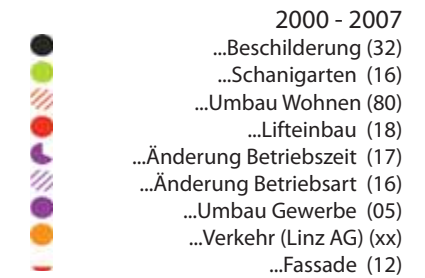 2000 - 2007
...Beschilderung (32)
...Schanigarten (16)
...Umbau Wohnen (80)
...Lifteinbau (18)
...Änderung Betriebszeit (17)
...Änderung Betriebsart (16)
...Umbau Gewerbe (05)
...Verkehr (Linz AG) (xx)
...Fassade (12)